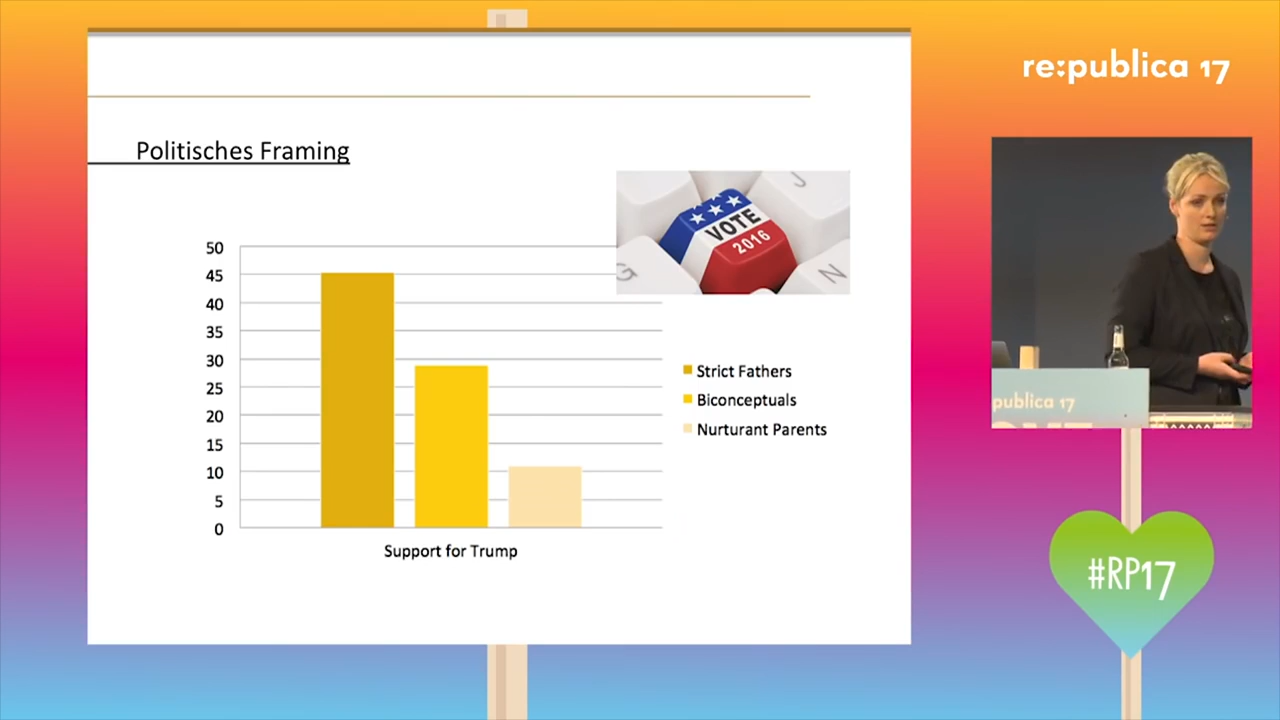 re:publica 17
Politisches Framing
J
VOTE
2016
G
N
50
45
40
35
30
25
20
15
10
5
0
Strict Fathers
Biconceptuals
Nurturant Parents
Support for Trump
publica 17
#RP17